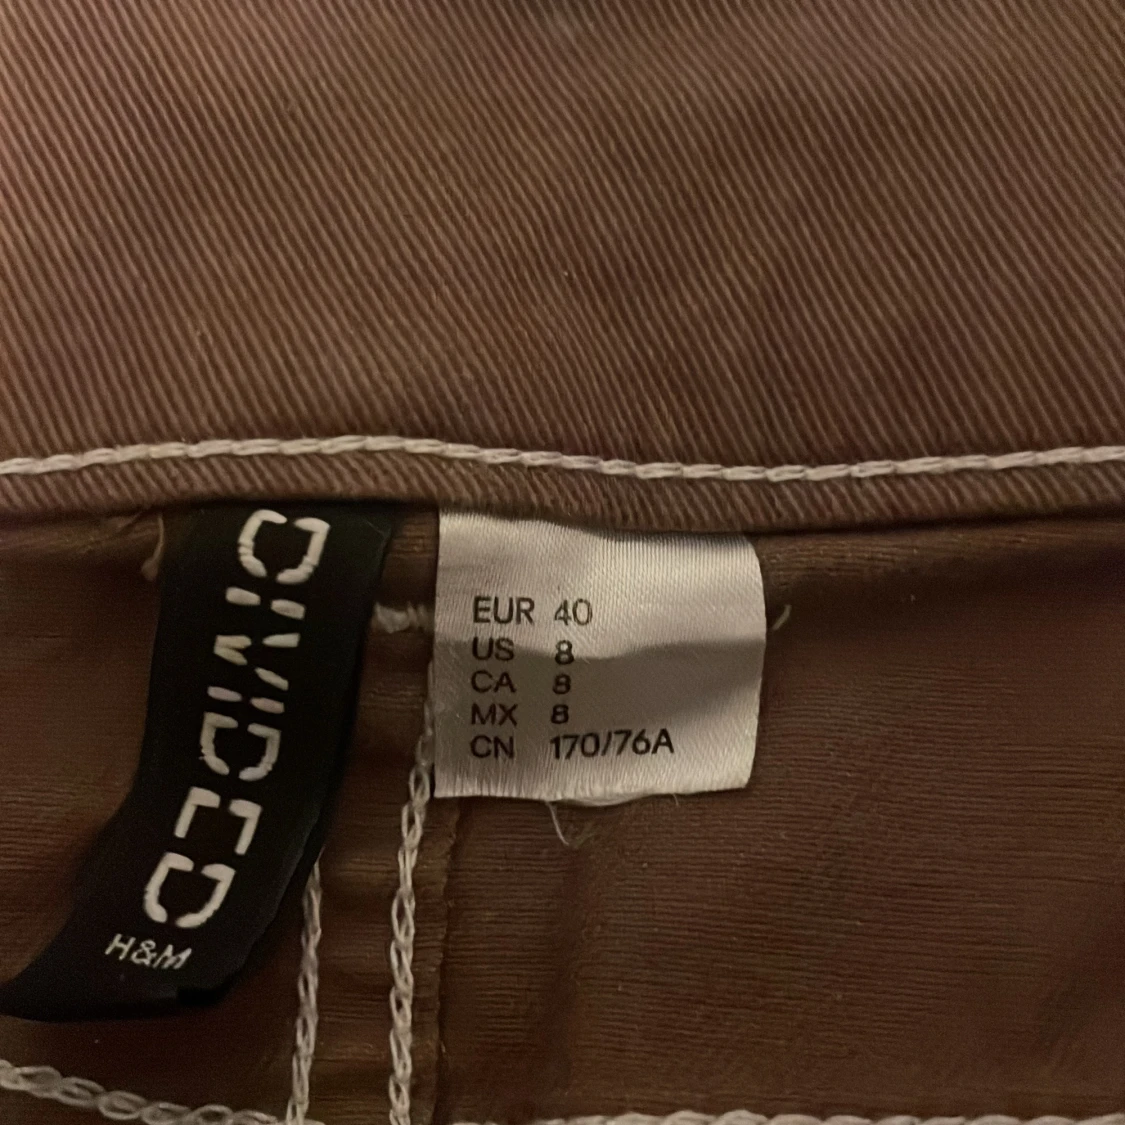 DIVIDED
H&M
EUR 40
US 8
CA 8
MX 8
CN 170/76A